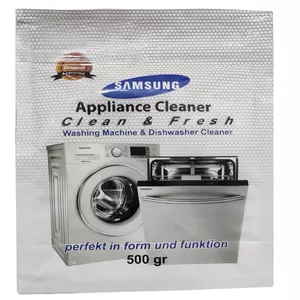 SAMSUNG
Appliance Cleaner
Clean & Fresh
Washing Machine & Dishwasher Cleaner
perfekt in form und funktion
500 gr